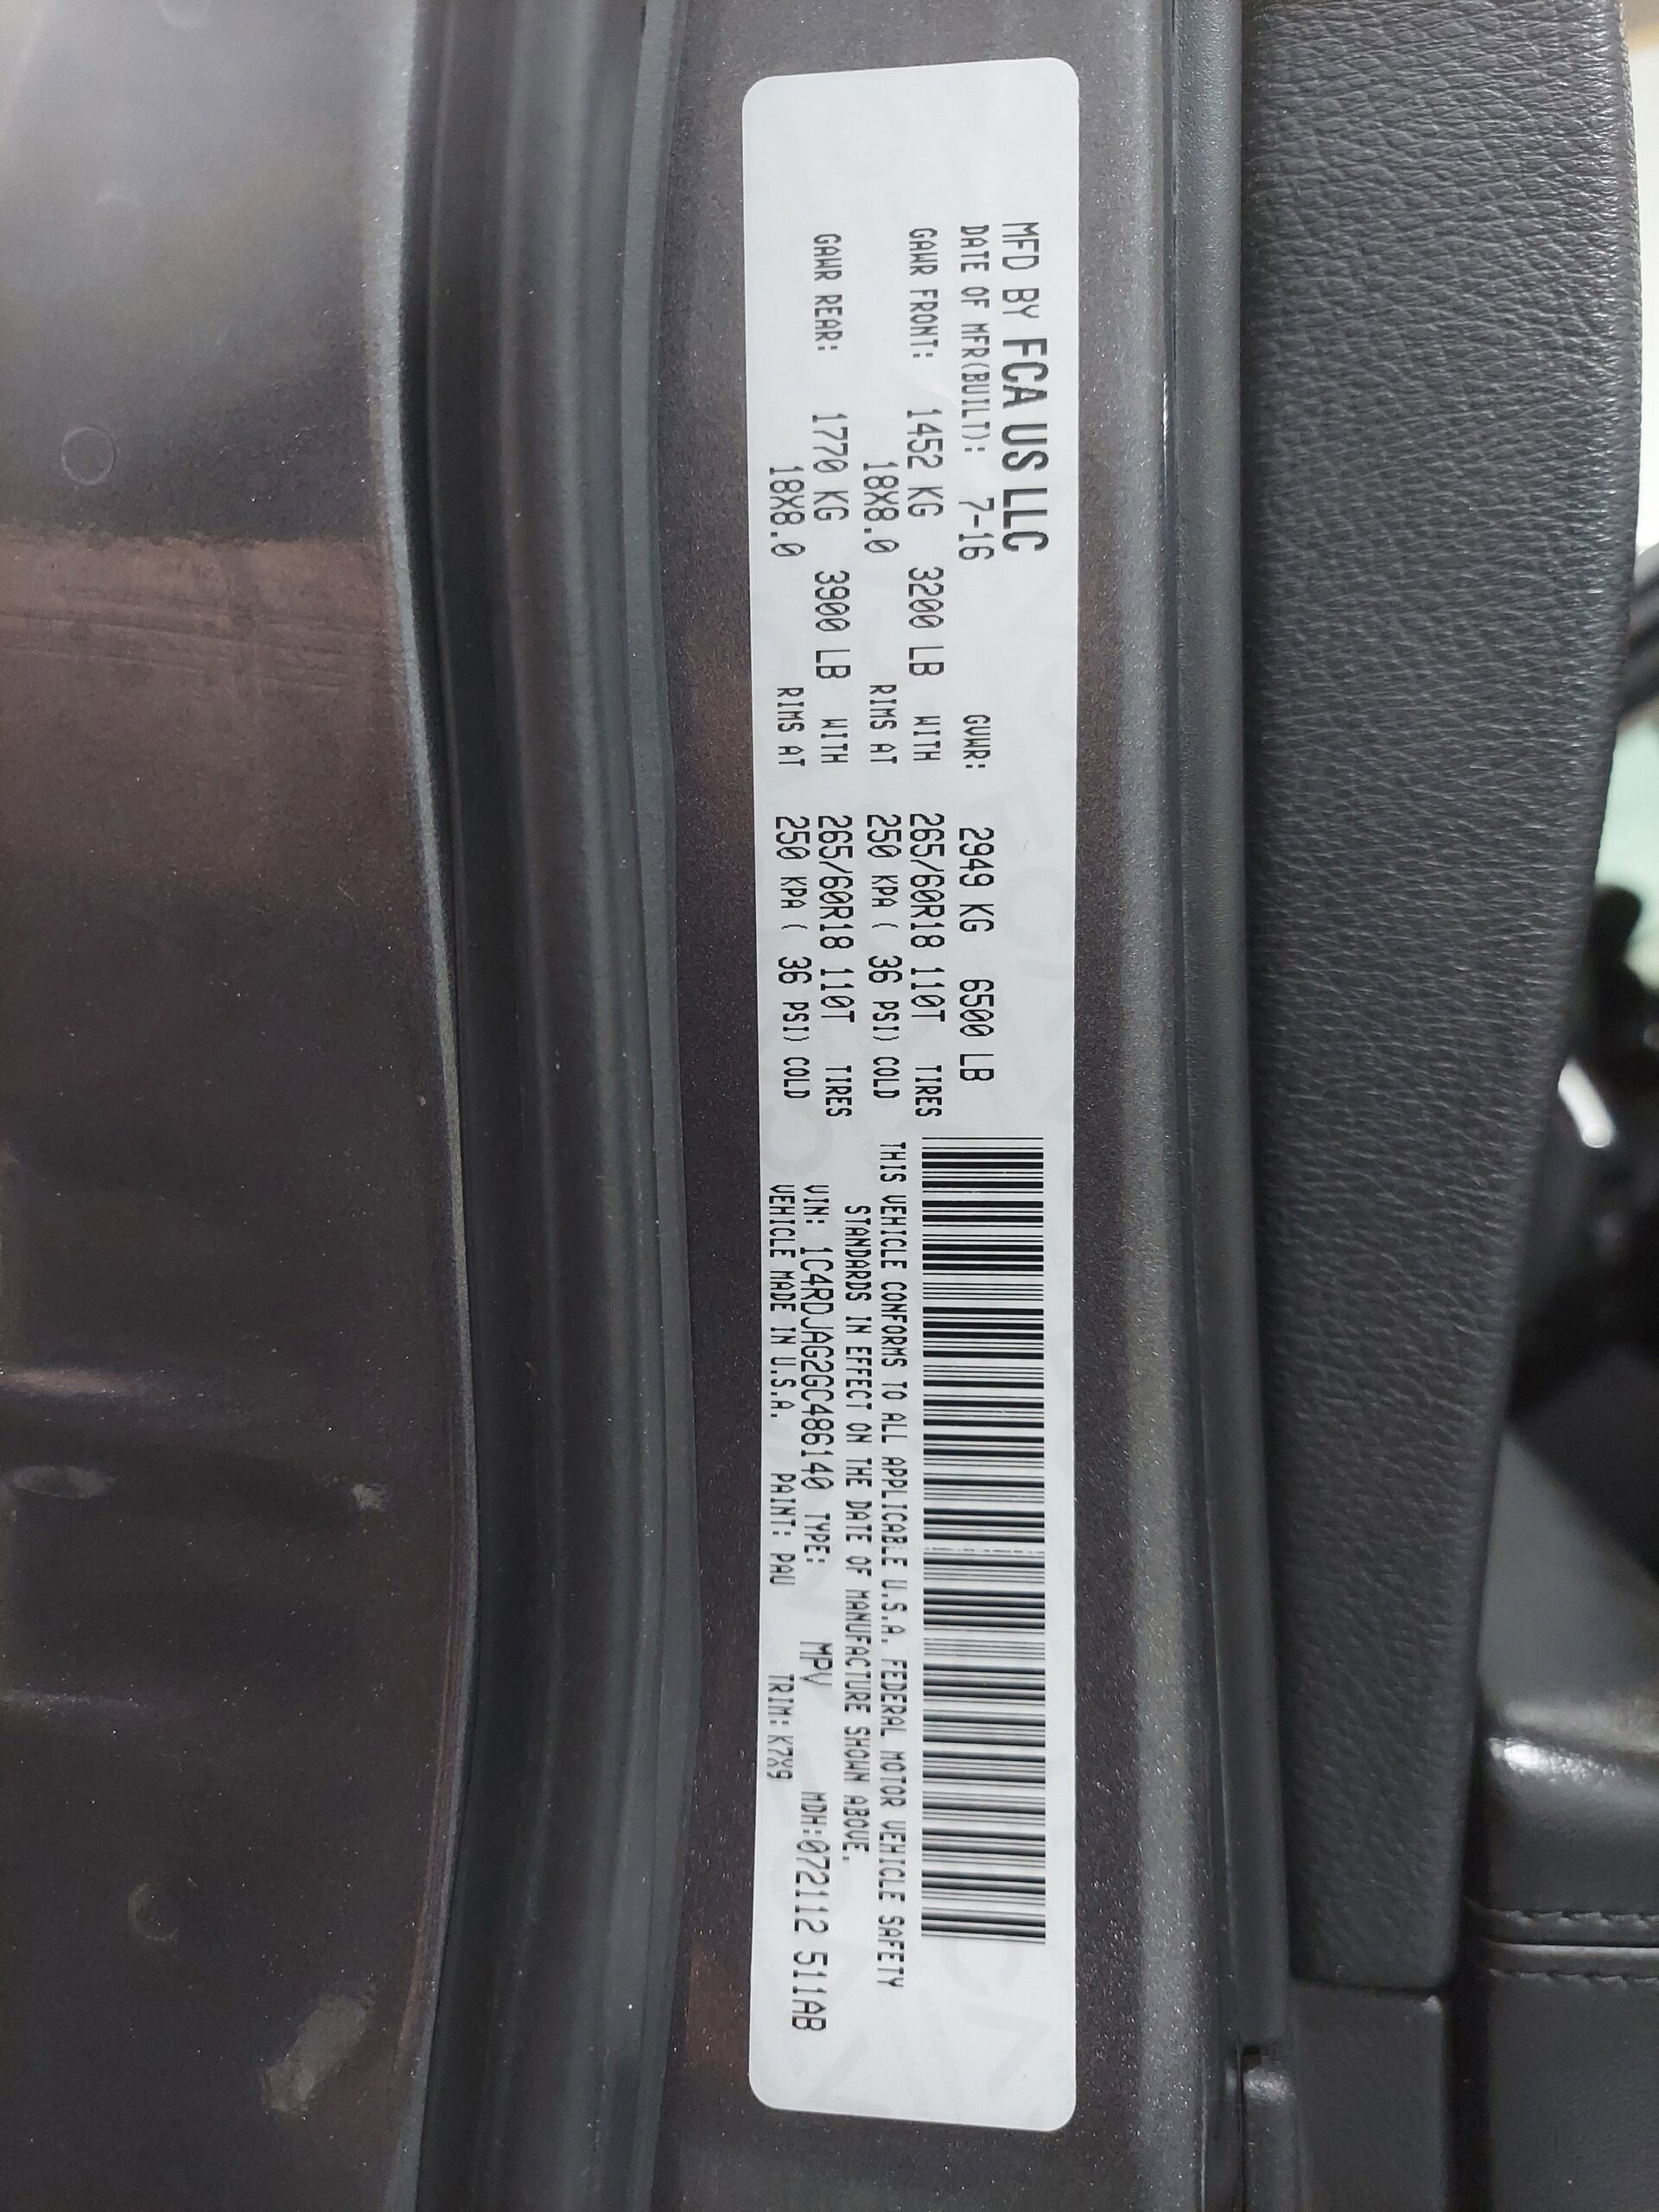 MFD BY FCA US LLC
DATE OF MFR(BUILT): 7-16 GVWR: 2949 KG 6500 LB
GAWR FRONT: 1452 KG 3200 LB WITH 265/60R18 110T TIRES
18X8.0 RIMS AT 250 KPA ( 36 PSI) COLD
GAWR REAR: 1770 KG 3900 LB WITH 265/60R18 110T TIRES
18X8.0 RIMS AT 250 KPA ( 36 PSI) COLD
THIS VEHICLE CONFORMS TO ALL APPLICABLE U.S.A. FEDERAL MOTOR VEHICLE SAFETY
STANDARDS IN EFFECT ON THE DATE OF MANUFACTURE SHOWN ABOVE.
VIN: 1C4RDJAG2GC486140 TYPE: MPV MDH:072112 511AB
VEHICLE MADE IN U.S.A. PAINT: PAU TRIM: K7X9